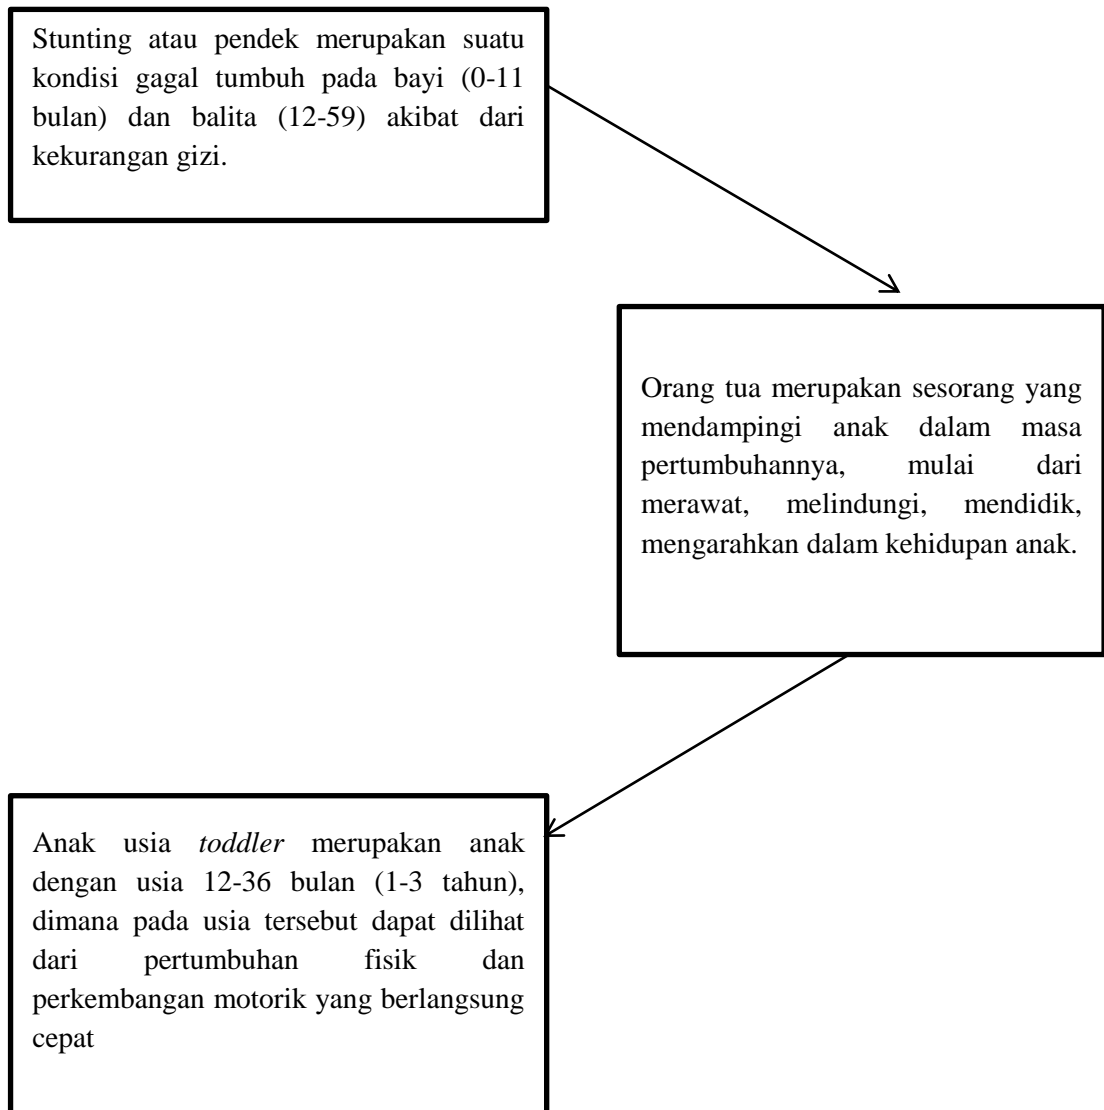 Stunting atau pendek merupakan suatu
kondisi gagal tumbuh pada bayi (0-11
bulan) dan balita (12-59) akibat dari
kekurangan gizi.
Orang tua merupakan sesorang yang
mendampingi anak dalam masa
pertumbuhannya, mulai dari
merawat, melindungi, mendidik,
mengarahkan dalam kehidupan anak.
Anak usia toddler merupakan anak
dengan usia 12-36 bulan (1-3 tahun),
dimana pada usia tersebut dapat dilihat
dari pertumbuhan fisik dan
perkembangan motorik yang berlangsung
cepat